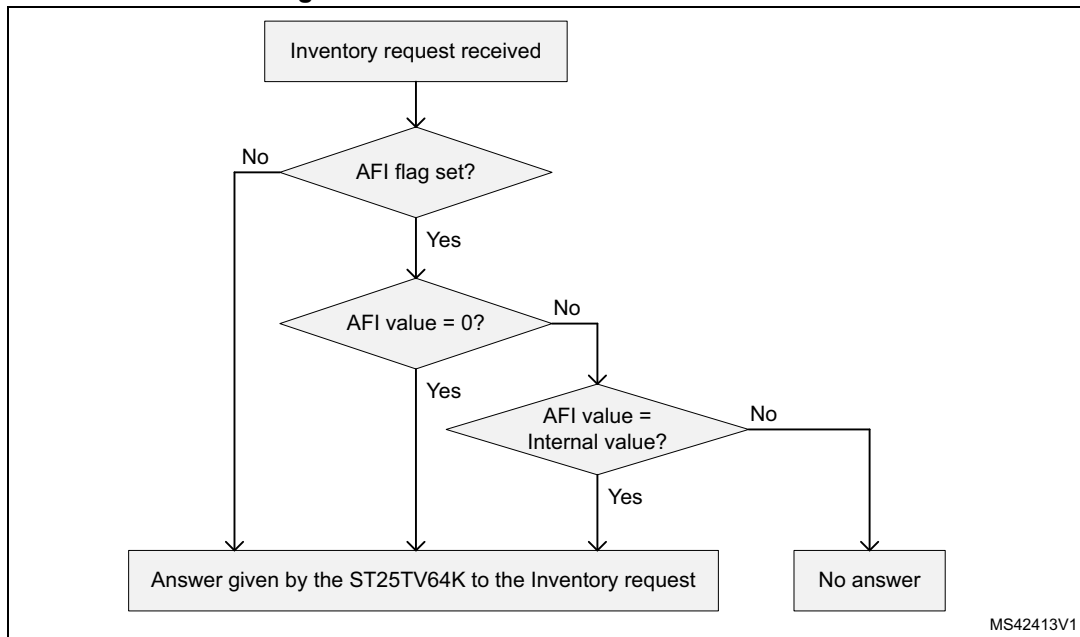 Inventory request received
No
AFI flag set?
Yes
AFI value = 0?
No
Yes
AFI value =
Internal value?
No
Yes
Answer given by the ST25TV64K to the Inventory request
No answer
MS42413V1